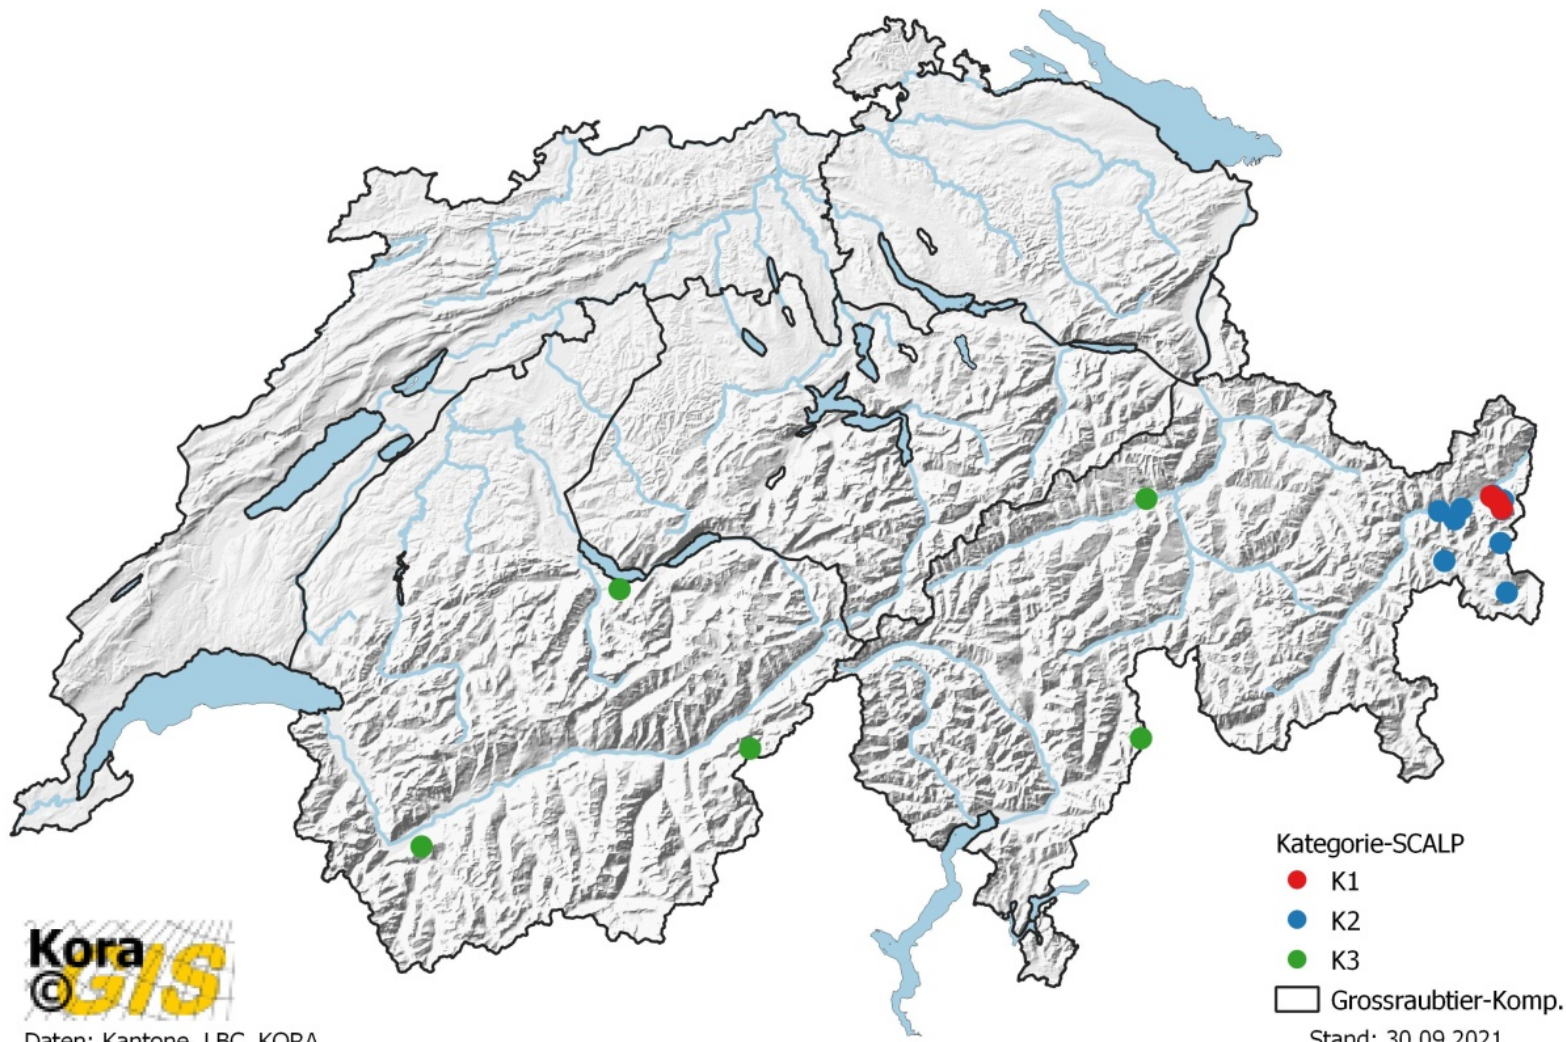 Kategorie-SCALP
K1
K2
K3
Grossraubtier-Komp.
Kora
© GIS
Daten: Kantone, LBC, KORA
Stand: 30.09.2021